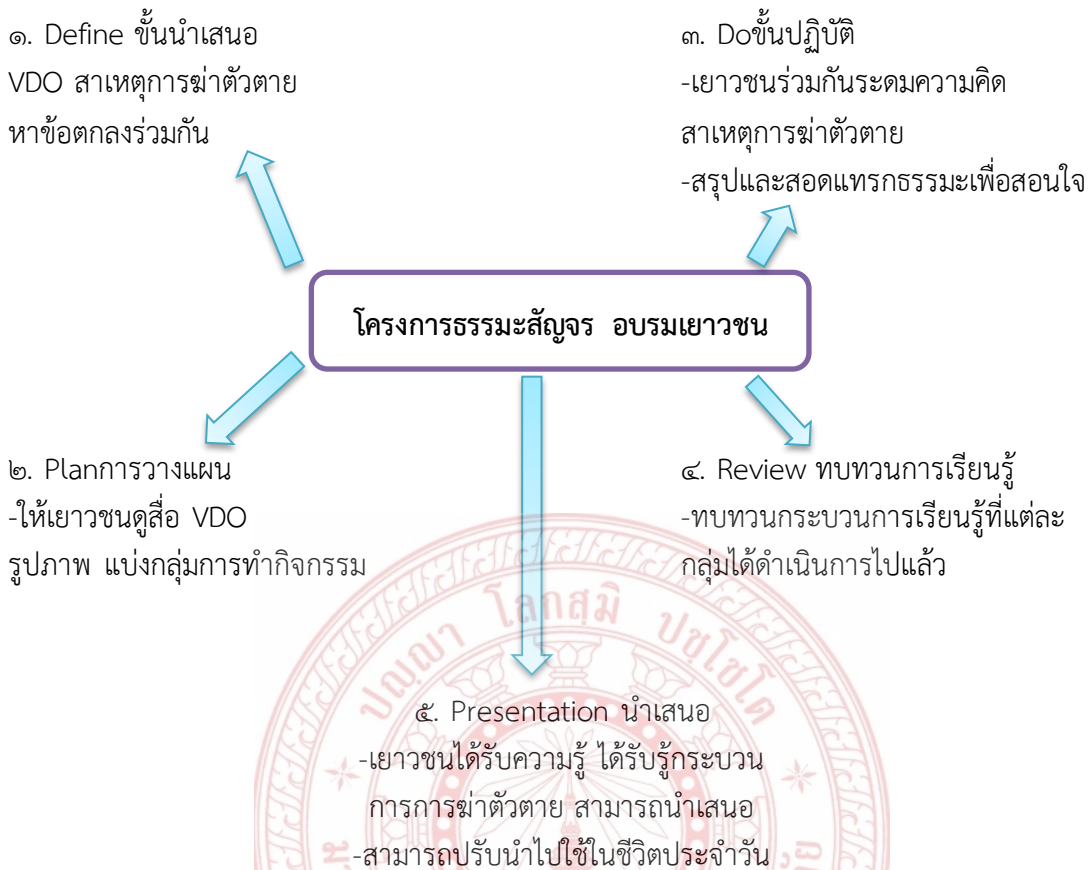 ๑. Define ขั้นนำเสนอ
VDO สาเหตุการฆ่าตัวตาย
หาข้อตกลงร่วมกัน
๓. Doขั้นปฏิบัติ
-เยาวชนร่วมกันระดมความคิด
สาเหตุการฆ่าตัวตาย
-สรุปและสอดแทรกธรรมะเพื่อสอนใจ
โครงการธรรมะสัญจร อบรมเยาวชน
๒. Planการวางแผน
-ให้เยาวชนดูสื่อ VDO
รูปภาพ แบ่งกลุ่มการทำกิจกรรม
๔. Review ทบทวนการเรียนรู้
-ทบทวนกระบวนการเรียนรู้ที่แต่ละ
กลุ่มได้ดำเนินการไปแล้ว
ปญฺญา โลกสฺมิ ปชฺโชโต
๕. Presentation นำเสนอ
-เยาวชนได้รับความรู้ ได้รับรู้กระบวน
การการฆ่าตัวตาย สามารถนำเสนอ
-สามารถปรับนำไปใช้ในชีวิตประจำวัน